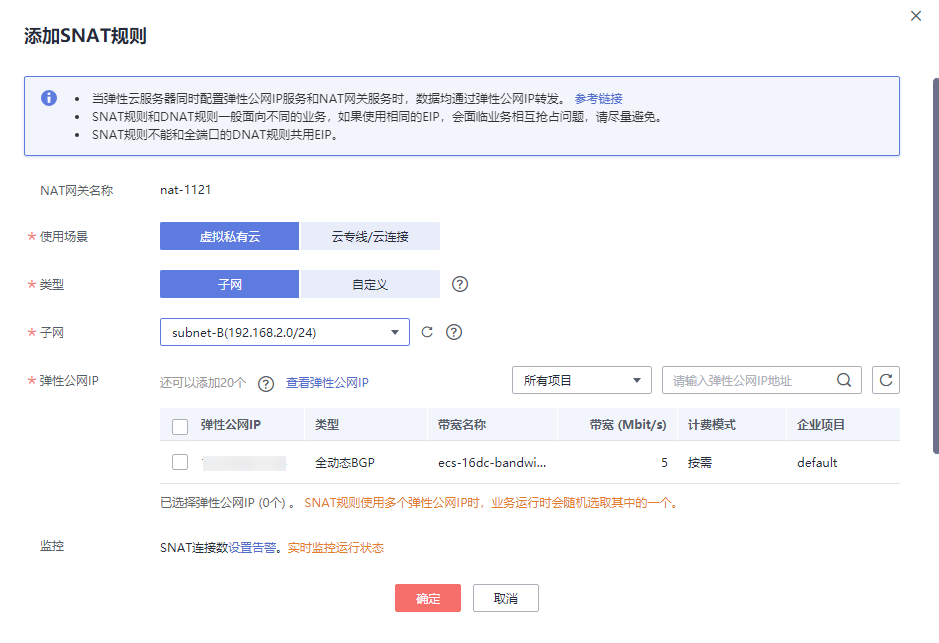 添加SNAT规则
当弹性云服务器同时配置弹性公网IP服务和NAT网关服务时，数据均通过弹性公网IP转发。 参考链接
SNAT规则和DNAT规则一般面向不同的业务，如果使用相同的EIP，会面临业务相互抢占问题，请尽量避免。
SNAT规则不能和全端口的DNAT规则共用EIP。
NAT网关名称 nat-1121
* 使用场景 虚拟私有云 云专线/云连接
* 类型 子网 自定义
* 子网 subnet-B(192.168.2.0/24)
* 弹性公网IP 还可以添加20个 查看弹性公网IP 所有项目 请输入弹性公网IP地址
弹性公网IP 类型 带宽名称 带宽 (Mbit/s) 计费模式 企业项目
全动态BGP ecs-16dc-bandwi... 5 按需 default
已选择弹性公网IP (0个) 。 SNAT规则使用多个弹性公网IP时，业务运行时会随机选取其中的一个。
监控 SNAT连接数设置告警。实时监控运行状态
确定 取消